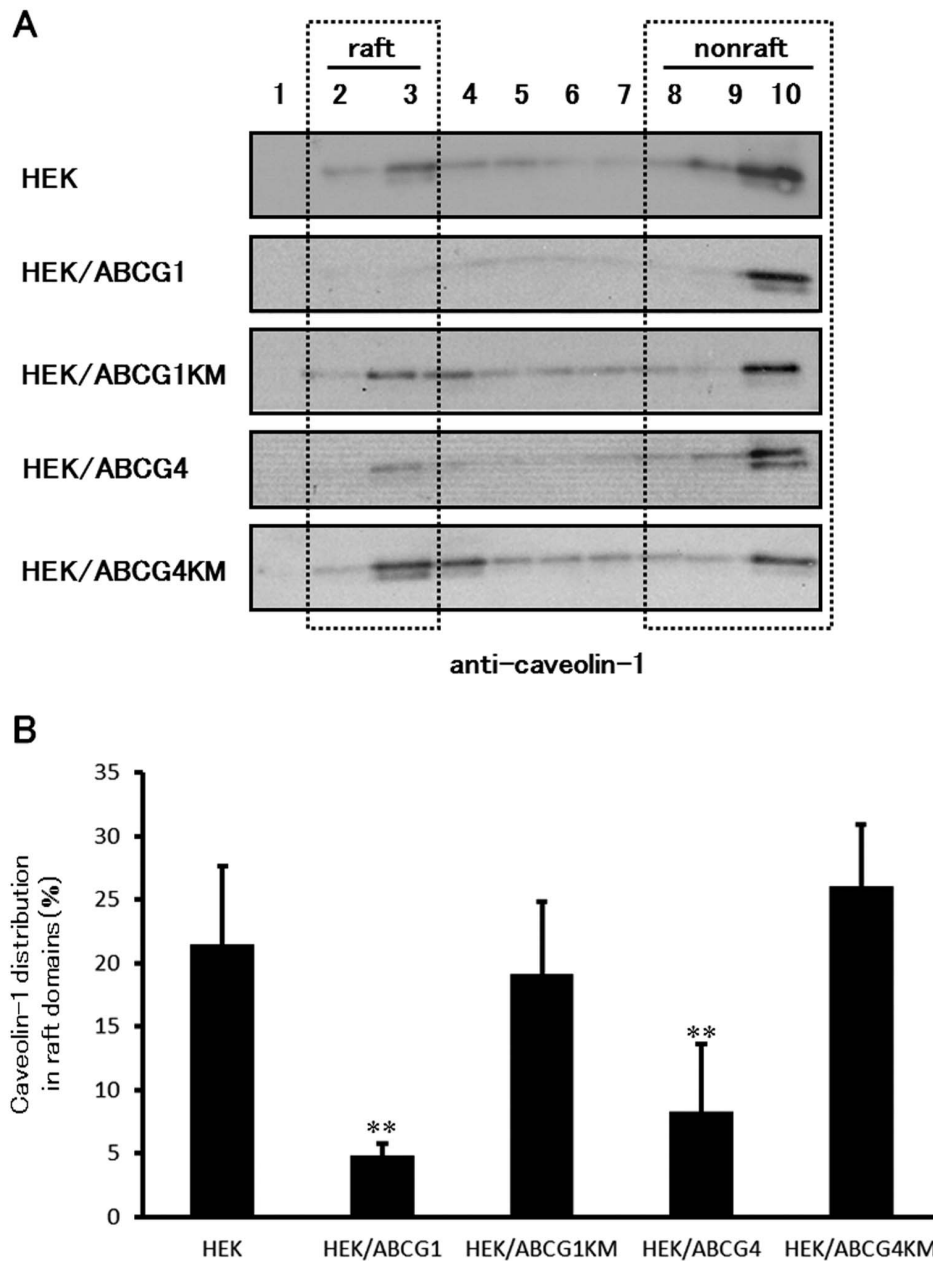 A
raft nonraft
1 2 3 4 5 6 7 8 9 10
HEK
HEK/ABCG1
HEK/ABCG1KM
HEK/ABCG4
HEK/ABCG4KM
anti-caveolin-1
B
Caveolin-1 distribution
in raft domains(%)
35
30
25
20
15
10
5
0
**
**
HEK HEK/ABCG1 HEK/ABCG1KM HEK/ABCG4 HEK/ABCG4KM